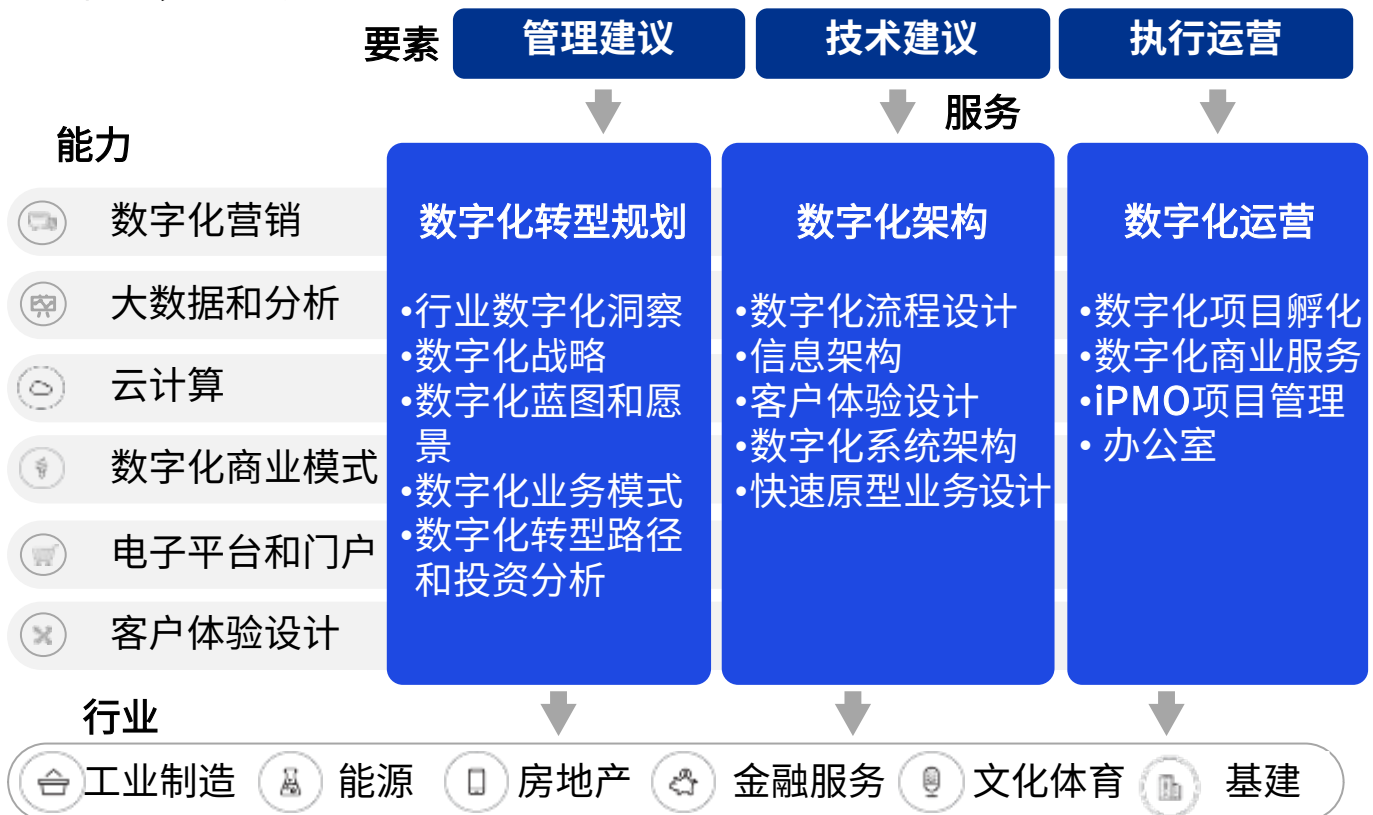 要素
管理建议
技术建议
执行运营
服务
能力
数字化营销
大数据和分析
云计算
数字化商业模式
电子平台和门户
客户体验设计
数字化转型规划
•行业数字化洞察
•数字化战略
•数字化蓝图和愿
景
•数字化业务模式
•数字化转型路径
和投资分析
数字化架构
•数字化流程设计
•信息架构
•客户体验设计
•数字化系统架构
•快速原型业务设计
数字化运营
•数字化项目孵化
•数字化商业服务
•iPMO项目管理
• 办公室
行业
工业制造
能源
房地产
金融服务
文化体育
基建